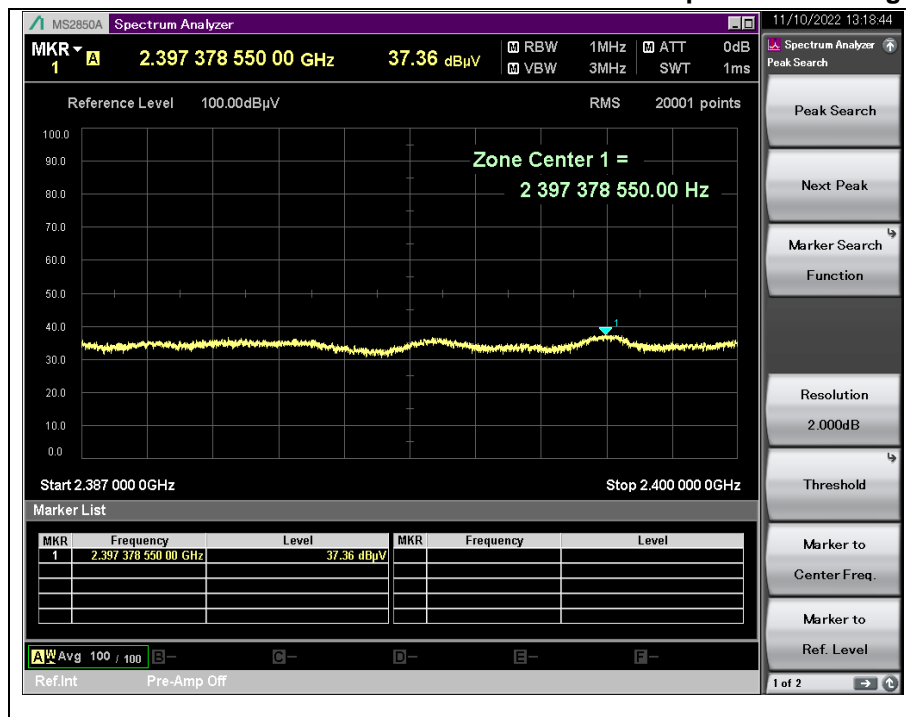 MS2850A Spectrum Analyzer
11/10/2022 13:18:44
MKR 1 A 2.397 378 550 00 GHz 37.36 dBµV
M RBW 1MHz M ATT 0dB
M VBW 3MHz SWT 1ms
Spectrum Analyzer
Peak Search
Reference Level 100.00dBµV RMS 20001 points
Peak Search
100.0
90.0
80.0
70.0
60.0
50.0
40.0
30.0
20.0
10.0
0.0
Zone Center 1 =
2 397 378 550.00 Hz
1
Next Peak
Marker Search
Function
Resolution
2.000dB
Start 2.387 000 0GHz Stop 2.400 000 0GHz
Threshold
Marker List
MKR Frequency Level MKR Frequency Level
1 2.397 378 550 00 GHz 37.36 dBµV
Marker to
Center Freq.
Marker to
Ref. Level
A W Avg 100 / 100 B- C- D- E- F-
Ref.Int Pre-Amp Off
1 of 2